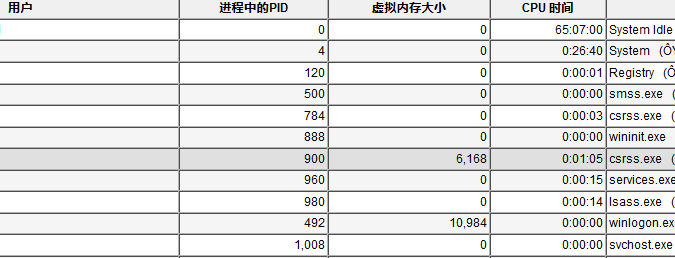 用户 进程中的PID 虚拟内存大小 CPU 时间
0 0 65:07:00 System Idle
4 0 0:26:40 System (ÔY
120 0 0:00:01 Registry (Ô
500 0 0:00:00 smss.exe (
784 0 0:00:03 csrss.exe (
888 0 0:00:00 wininit.exe
900 6,168 0:01:05 csrss.exe (
960 0 0:00:15 services.exe
980 0 0:00:14 lsass.exe (
492 10,984 0:00:00 winlogon.ex
1,008 0 0:00:00 svchost.exe